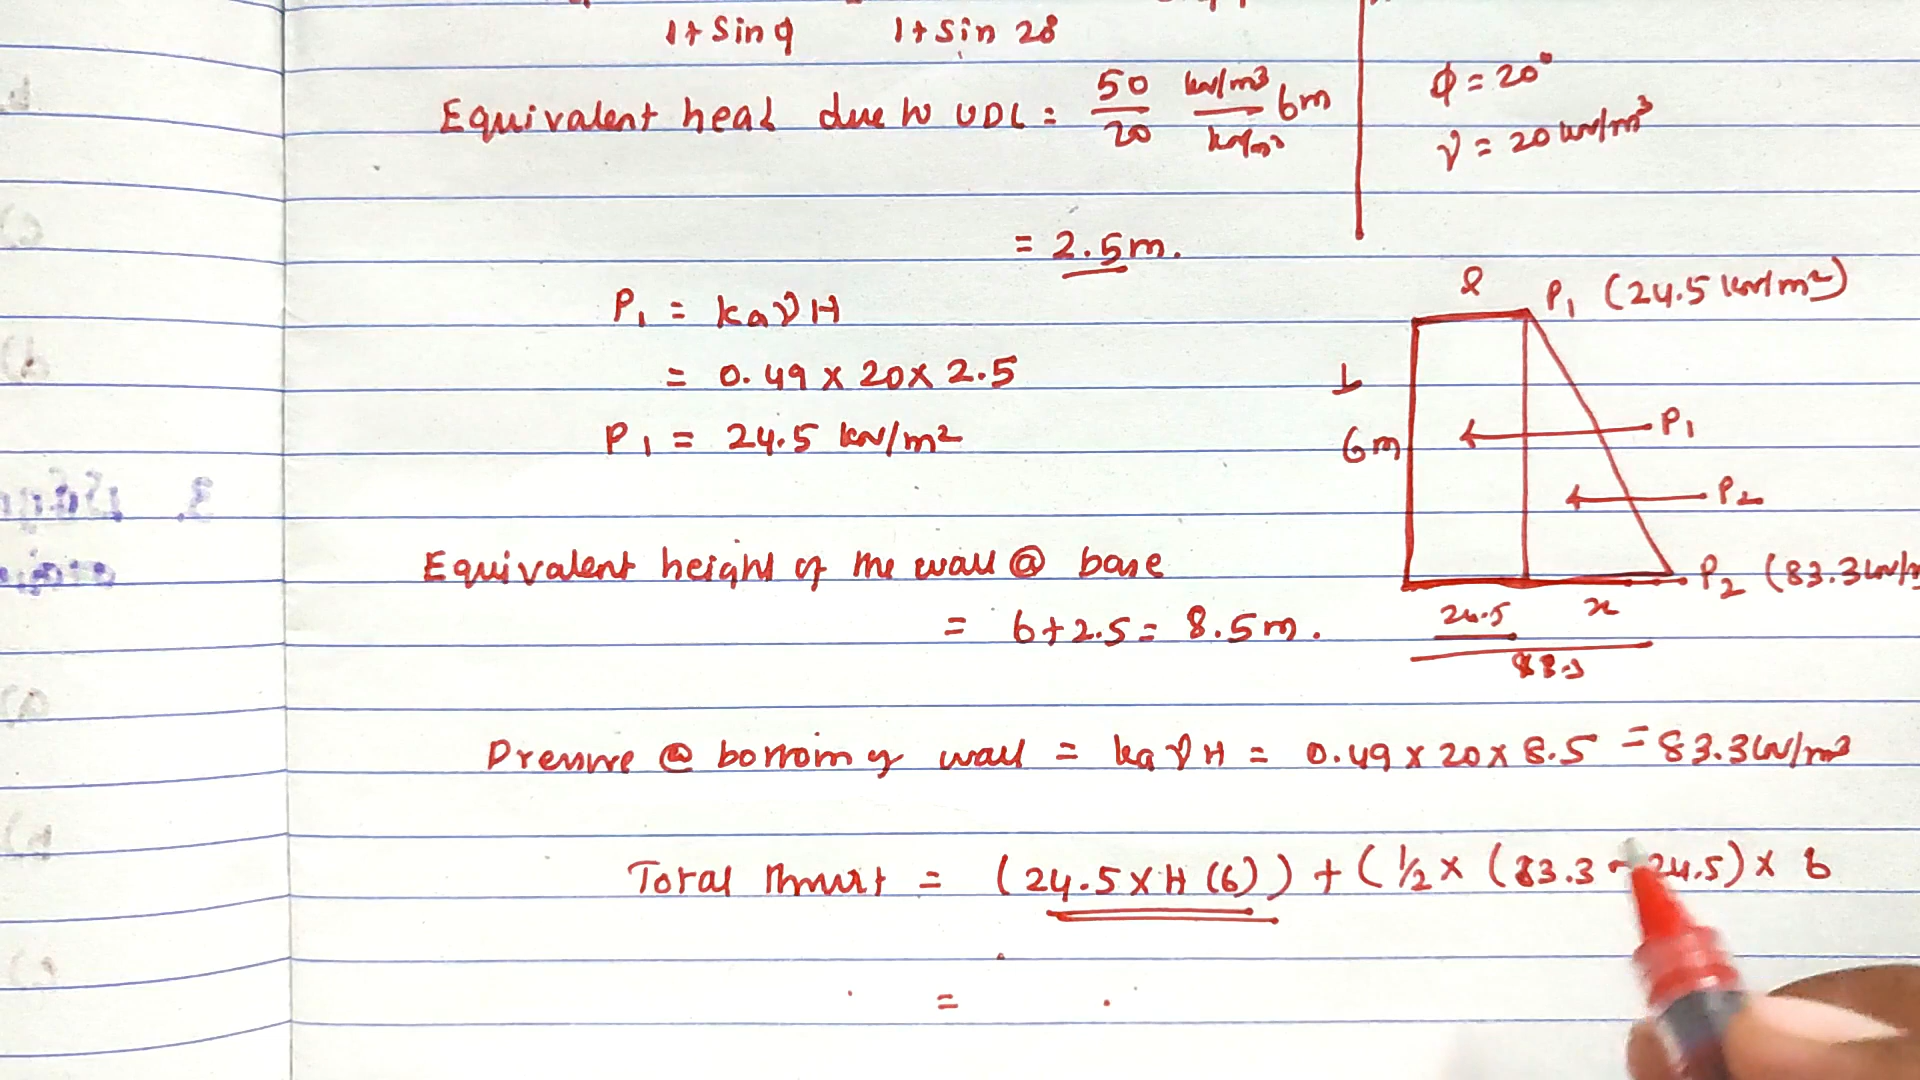 1+ Sin φ 1+ Sin 20
Equivalent head due to UDL = 50/20 kN/m³/kN/m³ 6m
φ = 20°
γ = 20 kN/m³
= 2.5m.
P₁ = kaγH
= 0.49 × 20 × 2.5
P₁ = 24.5 kN/m²
P₁ (24.5 kN/m²)
6m
P₁
P₂
P₂ (83.3 kN/m
24.5 x
83.3
Equivalent height of the wall @ base
= 6+2.5 = 8.5m.
Pressure @ bottom of wall = kaγH = 0.49 × 20 × 8.5 = 83.3 kN/m³
Total thrust = (24.5 × H (6)) + (½ × (83.3 - 24.5) × 6
=